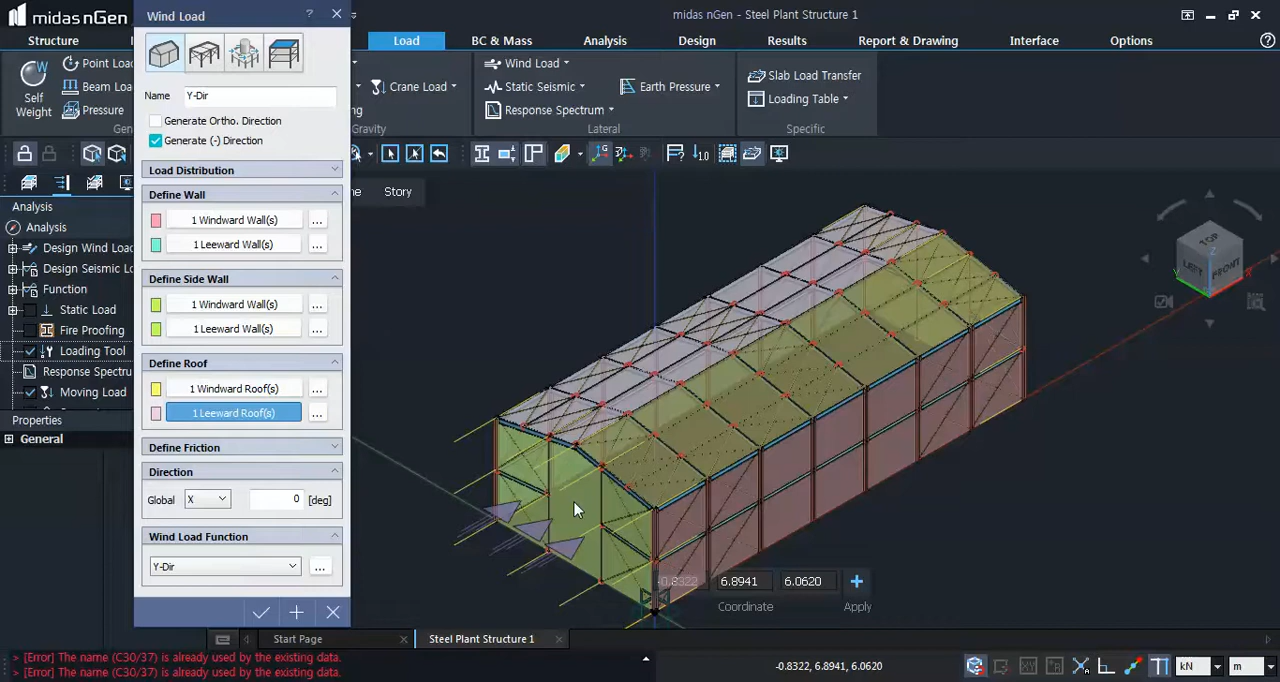 midas nGen
midas nGen - Steel Plant Structure 1
Wind Load
?
Structure
Load
BC & Mass
Analysis
Design
Results
Report & Drawing
Interface
Options
Self
Weight
Point Loa
Beam Loa
Pressure
Crane Load
Gravity
Wind Load
Static Seismic
Response Spectrum
Earth Pressure
Lateral
Slab Load Transfer
Loading Table
Specific
Name
Y-Dir
Generate Ortho. Direction
Generate (-) Direction
Load Distribution
Define Wall
1 Windward Wall(s)
...
1 Leeward Wall(s)
...
Define Side Wall
1 Windward Wall(s)
...
1 Leeward Wall(s)
...
Define Roof
1 Windward Roof(s)
...
1 Leeward Roof(s)
...
Define Friction
Direction
Global
X
0
[deg]
Wind Load Function
Y-Dir
...
Analysis
Analysis
Design Wind Load
Design Seismic Lo
Function
Static Load
Fire Proofing
Loading Tool
Response Spectru
Moving Load
Properties
General
Story
TOP
LEFT
FRONT
Z
Y
X
-0.8322
6.8941
6.0620
Coordinate
Apply
Start Page
Steel Plant Structure 1
> [Error] The name (C30/37) is already used by the existing data.
> [Error] The name (C30/37) is already used by the existing data.
-0.8322, 6.8941, 6.0620
kN
m